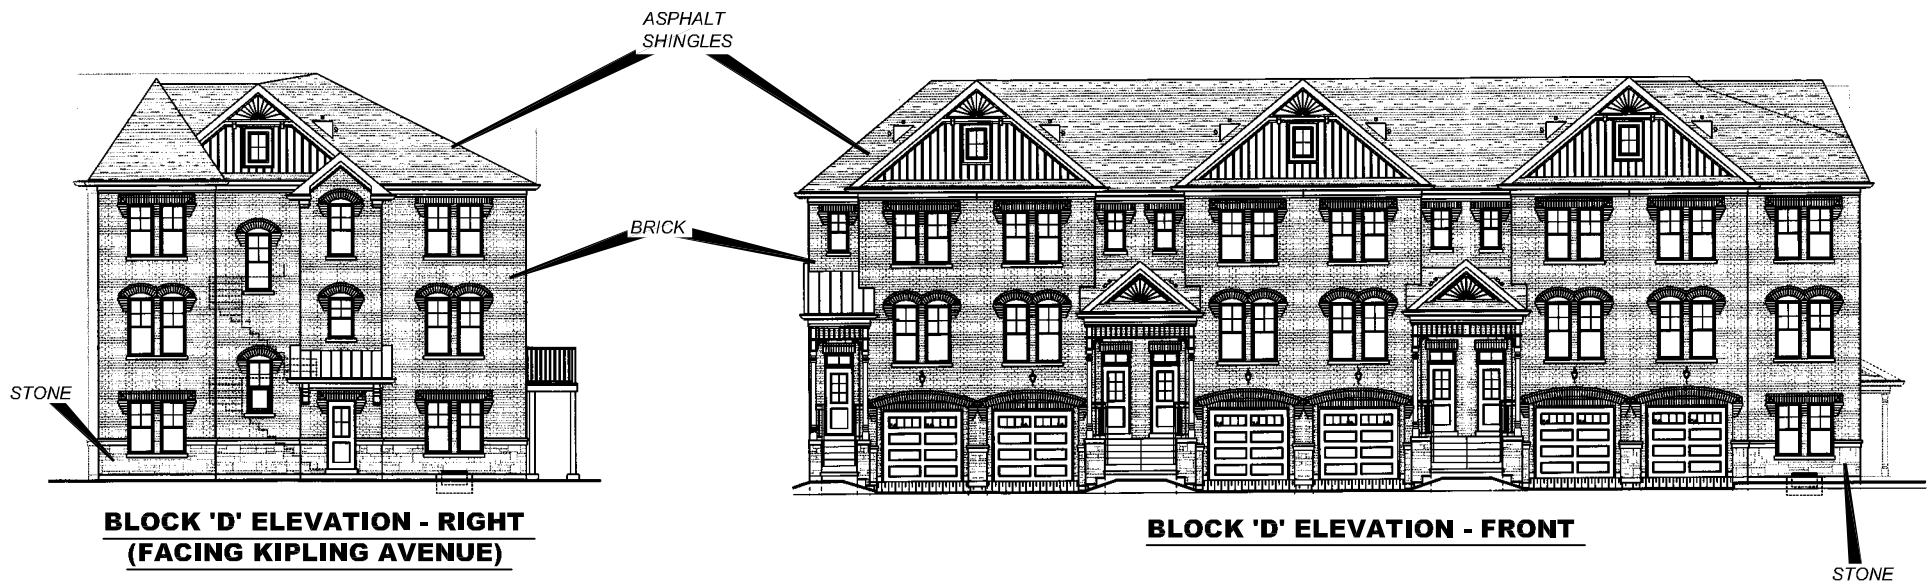 ASPHALT
SHINGLES
BRICK
STONE
BLOCK 'D' ELEVATION - RIGHT
(FACING KIPLING AVENUE)
BLOCK 'D' ELEVATION - FRONT
STONE